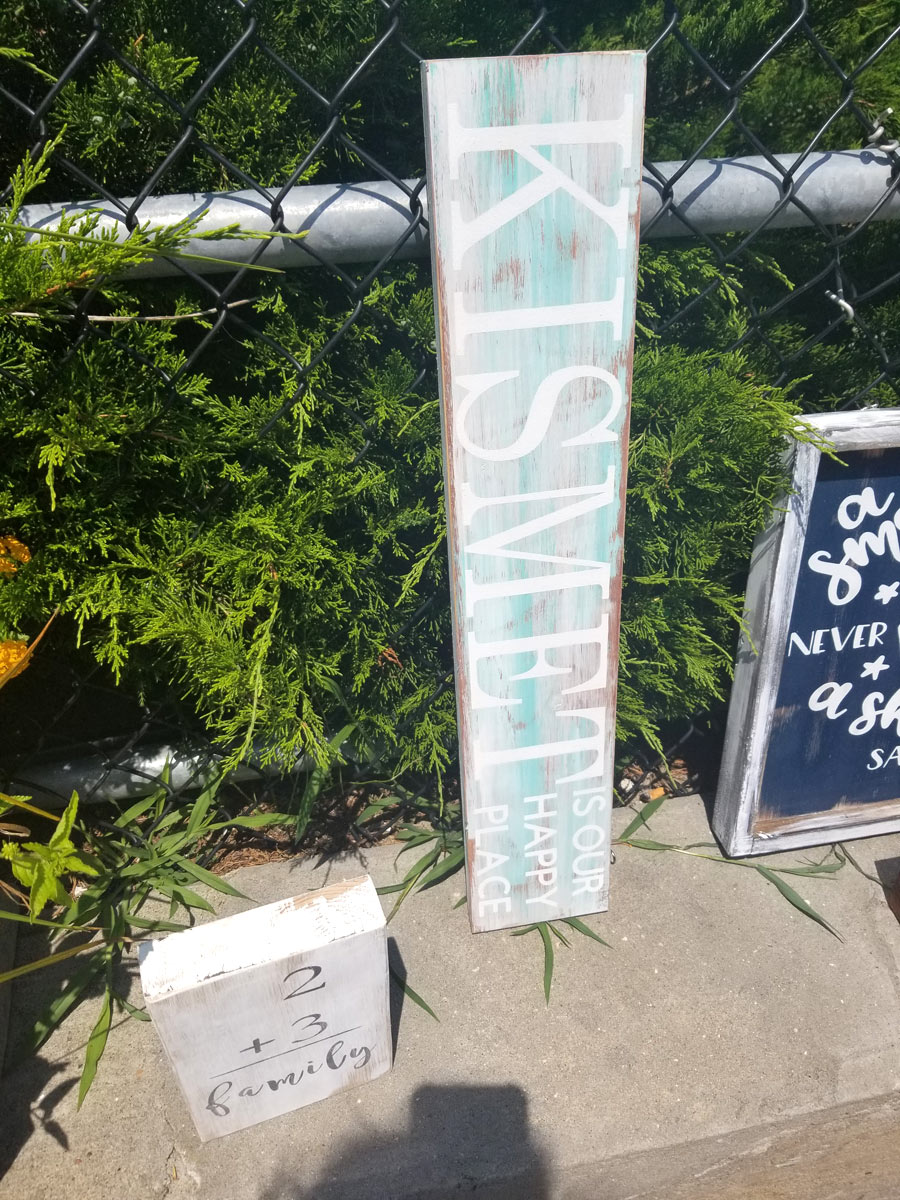 KISMET
IS OUR
HAPPY
PLACE
2
+ 3
family
a
NEVER
a